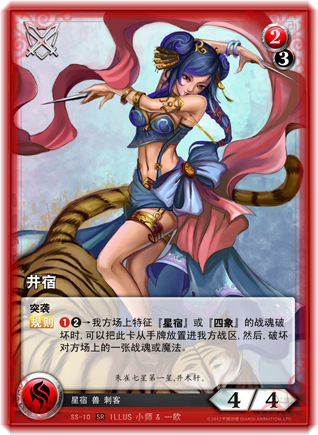 2
3
井宿
突袭
规则 1 2→我方场上特征『星宿』或『四象』的战魂破
坏时,可以把此卡从手牌放置进我方战区,然后,破坏
对方场上的一张战魂或魔法。
朱雀七星第一星,井木犴。
星宿 兽 刺客
4 / 4
SS-10 SR ILLUS 小师 & 一欧